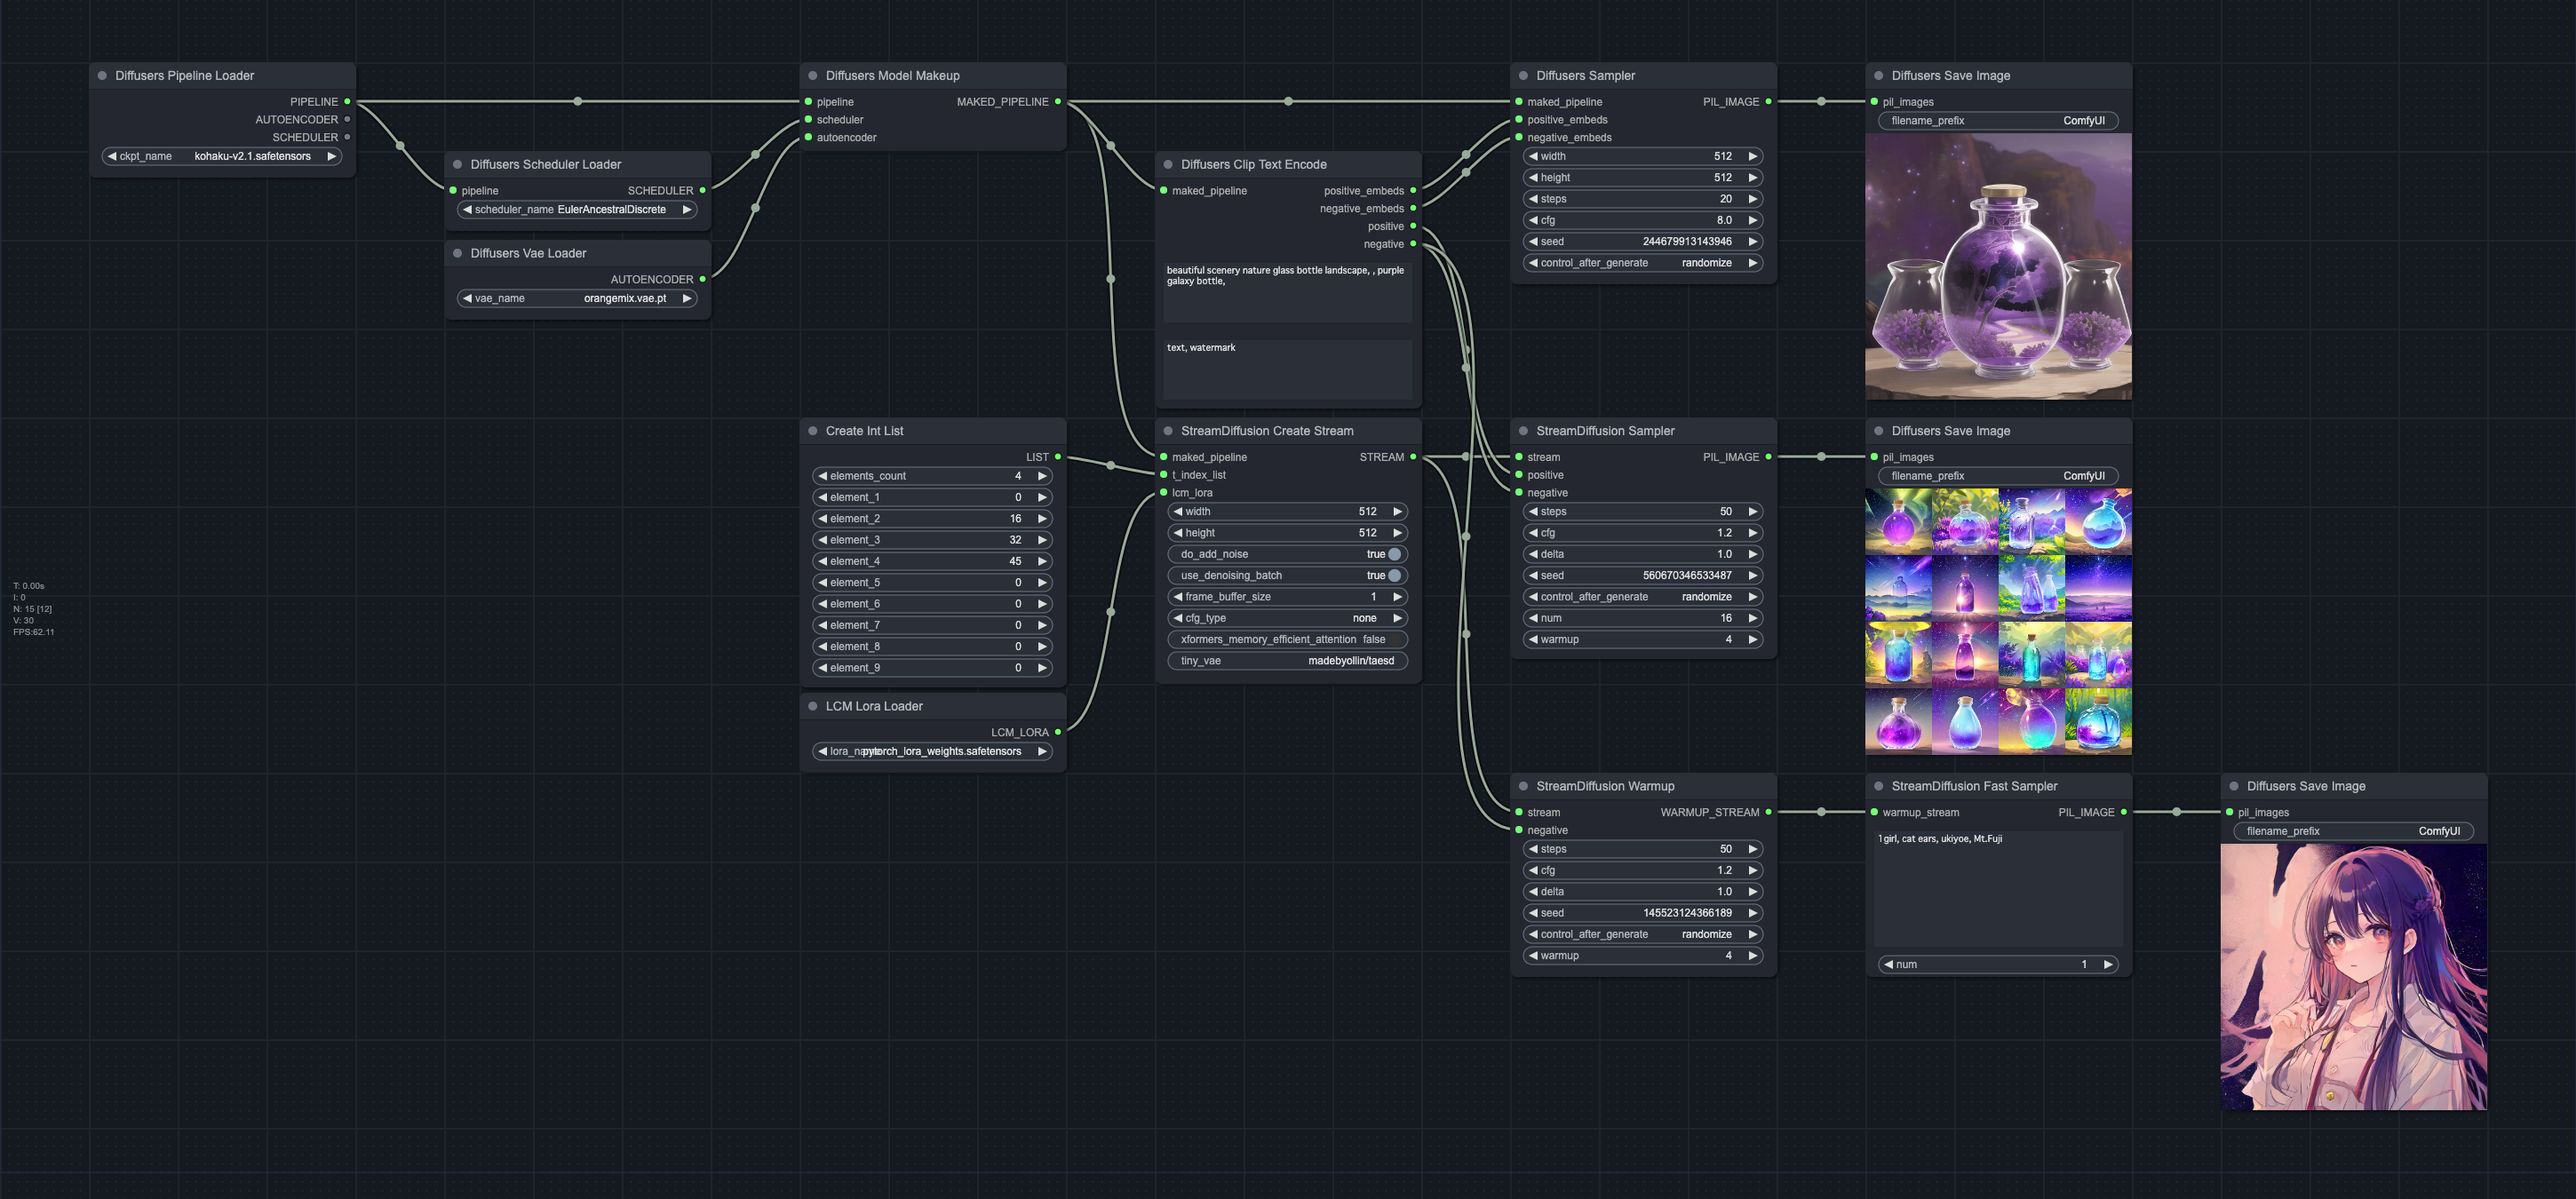 Diffusers Pipeline Loader
PIPELINE
AUTOENCODER
SCHEDULER
ckpt_name kohaku-v2.1.safetensors
Diffusers Scheduler Loader
pipeline SCHEDULER
scheduler_name EulerAncestralDiscrete
Diffusers Vae Loader
AUTOENCODER
vae_name orangemix.vae.pt
Diffusers Model Makeup
pipeline MAKED_PIPELINE
scheduler
autoencoder
Diffusers Clip Text Encode
maked_pipeline positive_embeds
negative_embeds
positive
negative
beautiful scenery nature glass bottle landscape, , purple
galaxy bottle,
text, watermark
Diffusers Sampler
maked_pipeline PIL_IMAGE
positive_embeds
negative_embeds
width 512
height 512
steps 20
cfg 8.0
seed 244679913143946
control_after_generate randomize
Diffusers Save Image
pil_images
filename_prefix ComfyUI
Create Int List
LIST
elements_count 4
element_1 0
element_2 16
element_3 32
element_4 45
element_5 0
element_6 0
element_7 0
element_8 0
element_9 0
LCM Lora Loader
LCM_LORA
pytorch_lora_weights.safetensors
StreamDiffusion Create Stream
maked_pipeline STREAM
t_index_list
lcm_lora
width 512
height 512
do_add_noise true
use_denoising_batch true
frame_buffer_size 1
cfg_type none
xformers_memory_efficient_attention false
tiny_vae madebyollin/taesd
StreamDiffusion Sampler
stream PIL_IMAGE
positive
negative
steps 50
cfg 1.2
delta 1.0
seed 560670346533487
control_after_generate randomize
num 16
warmup 4
Diffusers Save Image
pil_images
filename_prefix ComfyUI
StreamDiffusion Warmup
stream WARMUP_STREAM
negative
steps 50
cfg 1.2
delta 1.0
seed 145523124366189
control_after_generate randomize
warmup 4
StreamDiffusion Fast Sampler
warmup_stream PIL_IMAGE
1girl, cat ears, ukiyoe, Mt.Fuji
num 1
Diffusers Save Image
pil_images
filename_prefix ComfyUI
T: 0.00s
I: 0
N: 15 [12]
V: 30
FPS:62.11